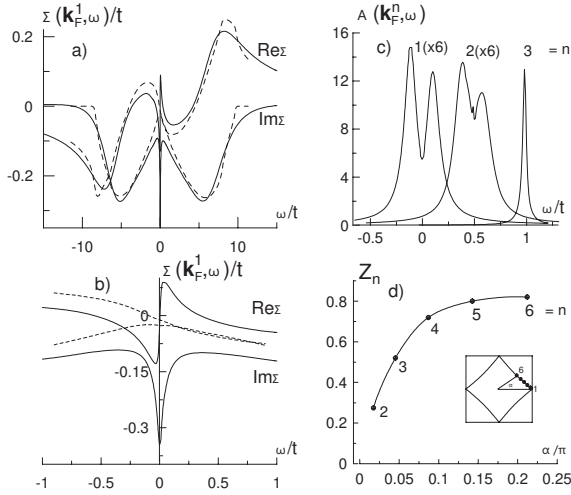 Σ (k_F^1,ω)/t
a)
ReΣ
ImΣ
0.2
0
-0.2
-10
0
10
ω/t
A (k_F^n,ω)
c)
1(x6)
2(x6)
3
= n
16
12
8
4
0
-0.5
0
0.5
1
ω/t
Σ (k_F^1,ω)/t
b)
ReΣ
ImΣ
0
-0.15
-0.3
-1
-0.5
0
0.5
1
ω/t
Z_n
d)
0.8
0.6
0.4
0.2
0.0
2
3
4
5
6
= n
6
α
1
0
0.05
0.1
0.15
0.2
0.25
α/π